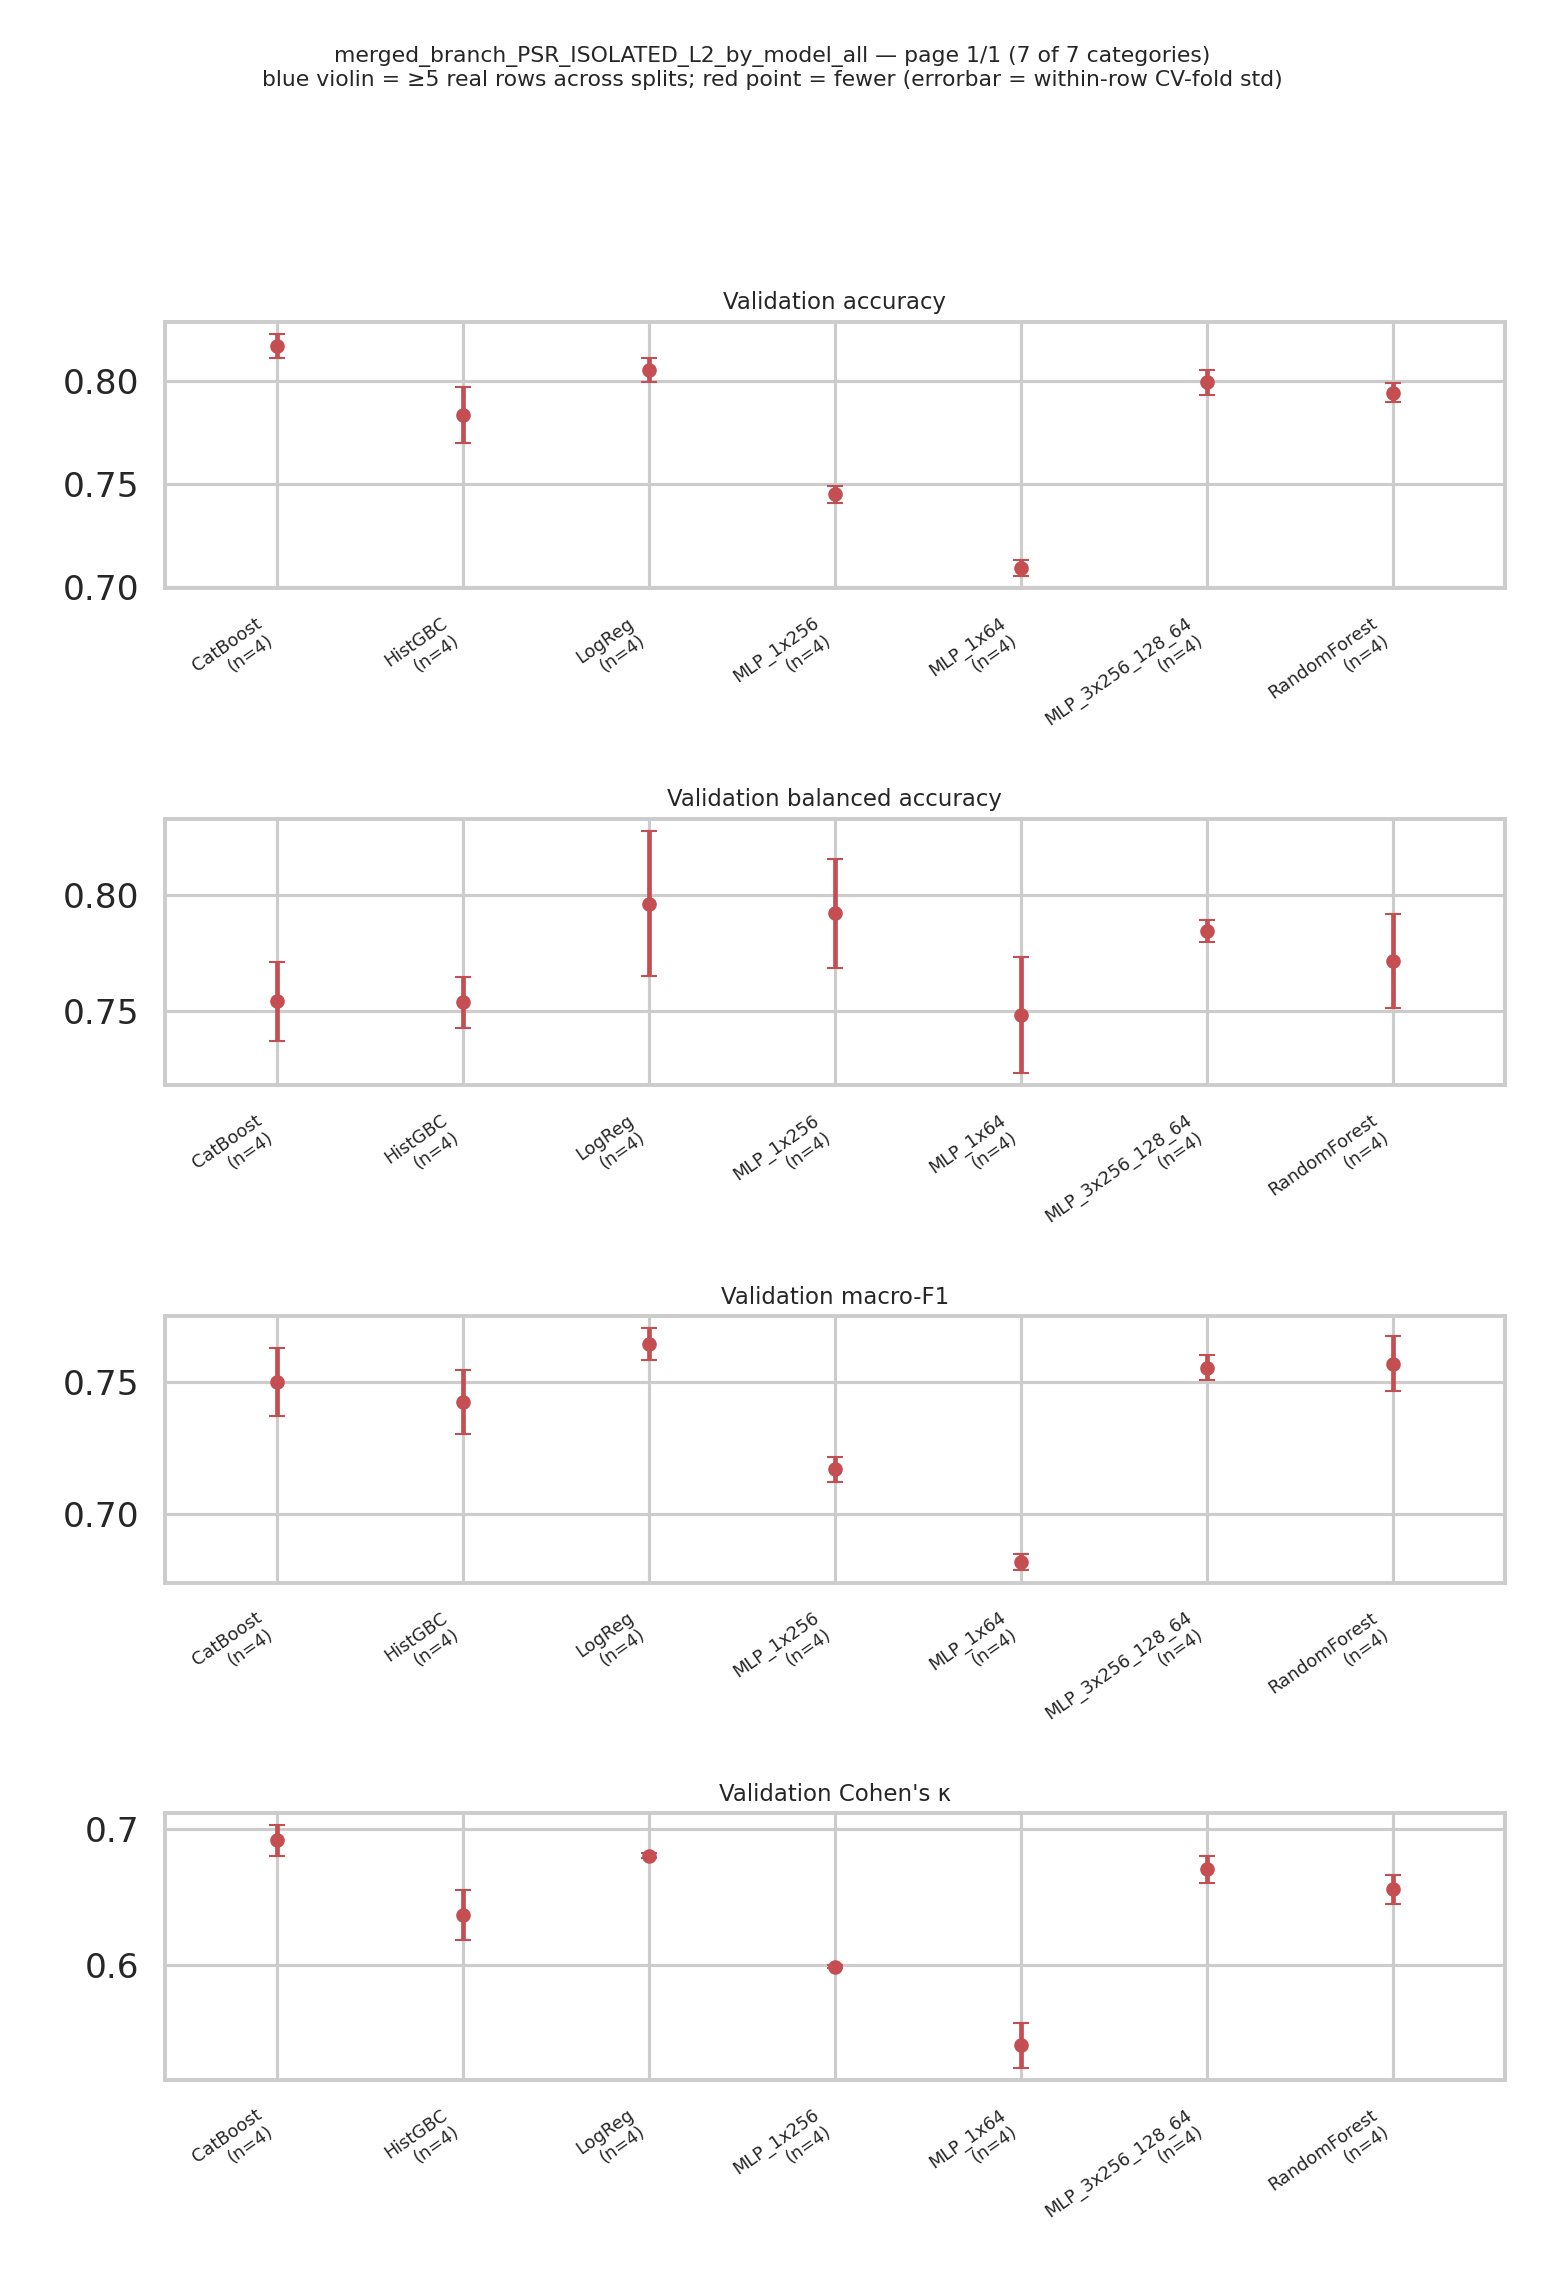 merged_branch_PSR_ISOLATED_L2_by_model_all — page 1/1 (7 of 7 categories)
blue violin = ≥5 real rows across splits; red point = fewer (errorbar = within-row CV-fold std)
Validation accuracy
0.80
0.75
0.70
CatBoost
(n=4)
HistGBC
(n=4)
LogReg
(n=4)
MLP_1x256
(n=4)
MLP_1x64
(n=4)
MLP_3x256_128_64
(n=4)
RandomForest
(n=4)
Validation balanced accuracy
0.80
0.75
CatBoost
(n=4)
HistGBC
(n=4)
LogReg
(n=4)
MLP_1x256
(n=4)
MLP_1x64
(n=4)
MLP_3x256_128_64
(n=4)
RandomForest
(n=4)
Validation macro-F1
0.75
0.70
CatBoost
(n=4)
HistGBC
(n=4)
LogReg
(n=4)
MLP_1x256
(n=4)
MLP_1x64
(n=4)
MLP_3x256_128_64
(n=4)
RandomForest
(n=4)
Validation Cohen's κ
0.7
0.6
CatBoost
(n=4)
HistGBC
(n=4)
LogReg
(n=4)
MLP_1x256
(n=4)
MLP_1x64
(n=4)
MLP_3x256_128_64
(n=4)
RandomForest
(n=4)